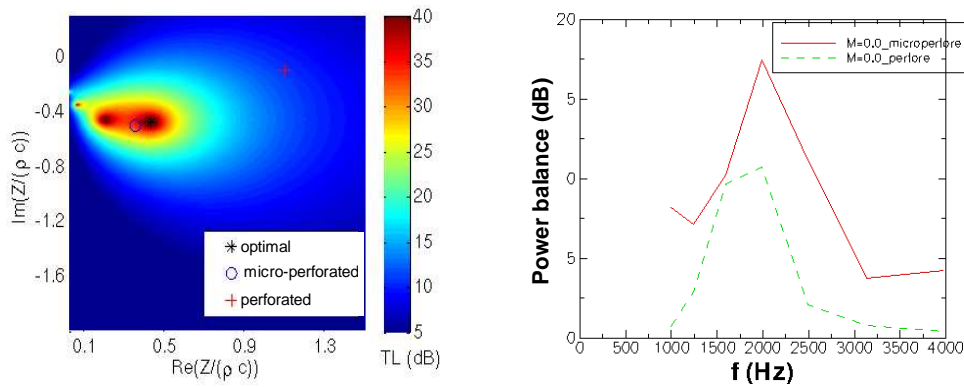 0
-0.4
-0.8
-1.2
-1.6
Im(Z/(ρ c)
0.1 0.5 0.9 1.3
Re(Z/(ρ c))
optimal
micro-perforated
perforated
40
35
30
25
20
15
10
5
TL (dB)
20
5
0
5
0
Power balance (dB)
0 500 1000 1500 2000 2500 3000 3500 4000
f (Hz)
M=0.0_microperfore
M=0.0_perfore